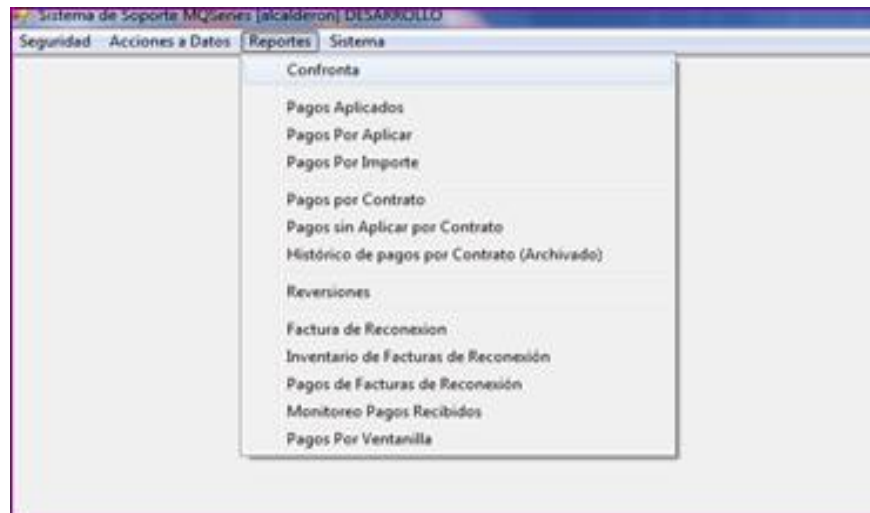 Sistema de Soporte MQSeries [alcalderon] DESARROLLO
Seguridad Acciones a Datos Reportes Sistema
Confronta
Pagos Aplicados
Pagos Por Aplicar
Pagos Por Importe
Pagos por Contrato
Pagos sin Aplicar por Contrato
Histórico de pagos por Contrato (Archivado)
Reversiones
Factura de Reconexion
Inventario de Facturas de Reconexión
Pagos de Facturas de Reconexión
Monitoreo Pagos Recibidos
Pagos Por Ventanilla